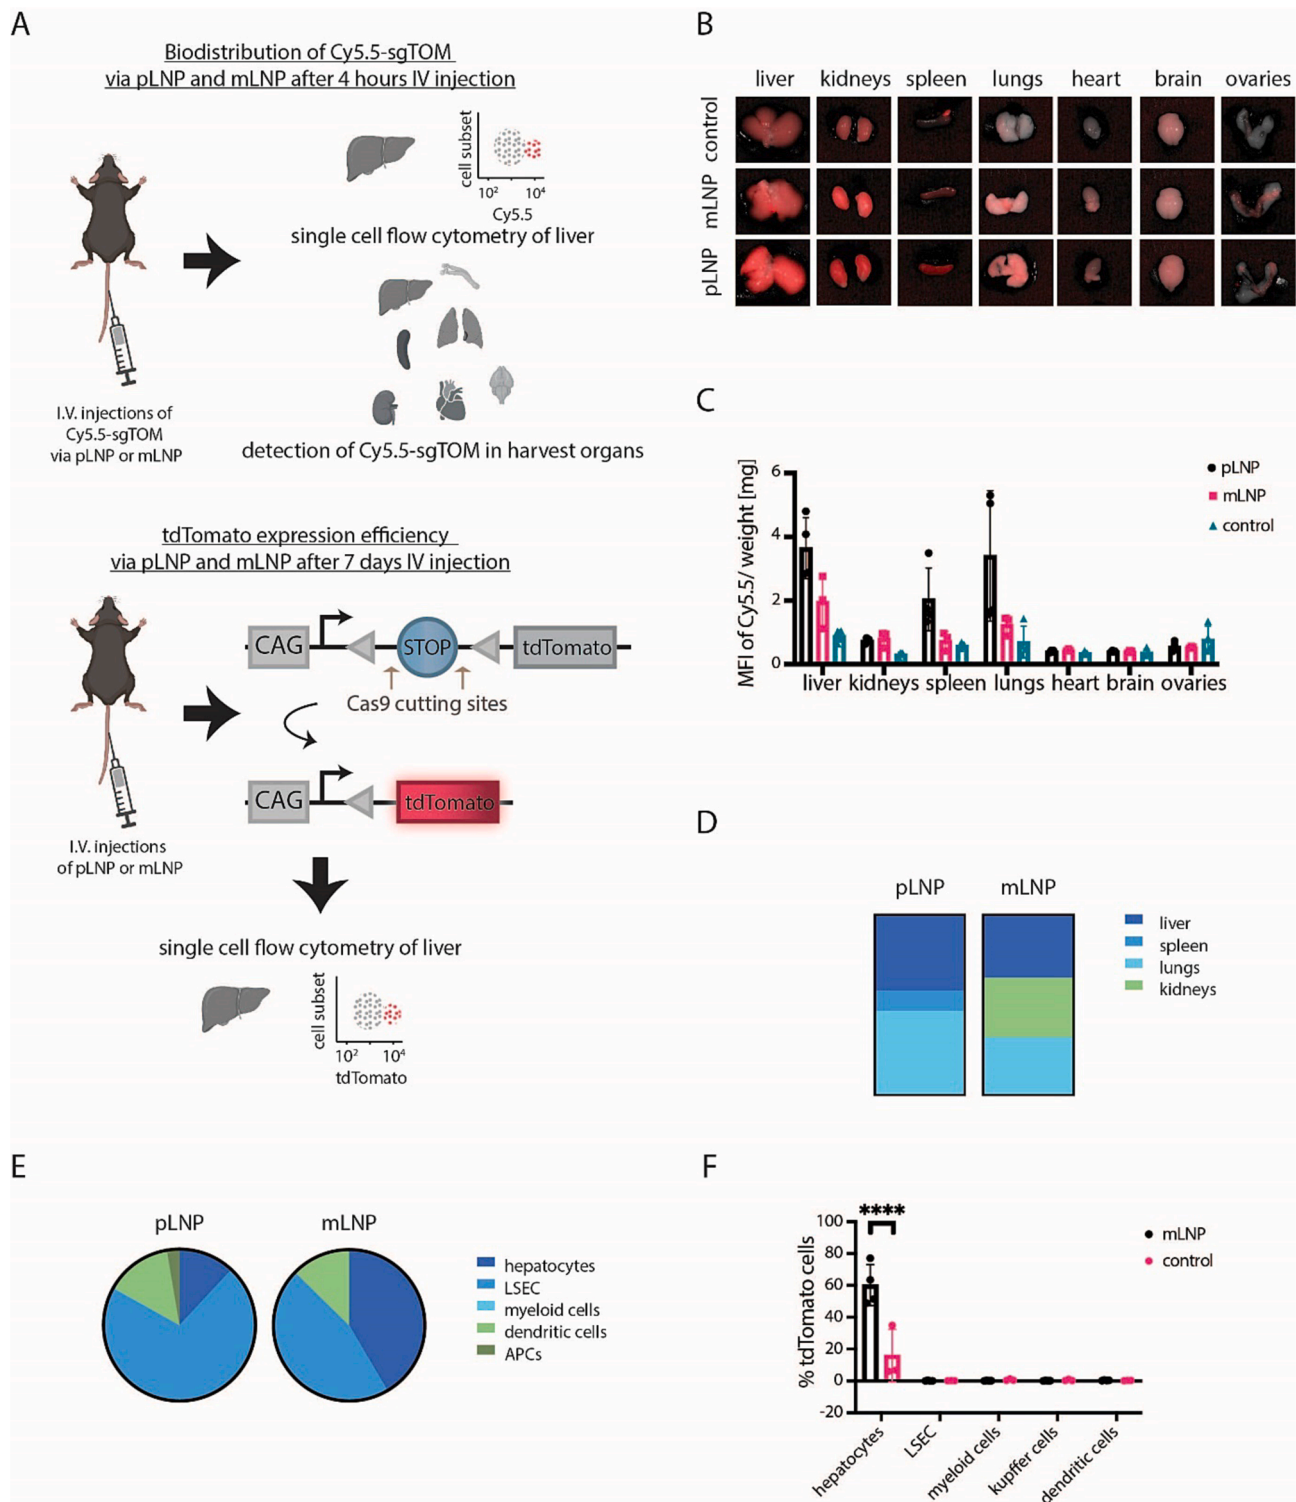 A
Biodistribution of Cy5.5-sgTOM
via pLNP and mLNP after 4 hours IV injection
cell subset
10² 10⁴
Cy5.5
single cell flow cytometry of liver
I.V. injections of
Cy5.5-sgTOM
via pLNP or mLNP
detection of Cy5.5-sgTOM in harvest organs
tdTomato expression efficiency
via pLNP and mLNP after 7 days IV injection
CAG STOP tdTomato
Cas9 cutting sites
CAG tdTomato
I.V. injections
of pLNP or mLNP
single cell flow cytometry of liver
cell subset
10² 10⁴
tdTomato
B
liver kidneys spleen lungs heart brain ovaries
control
mLNP
pLNP
C
MFI of Cy5.5/ weight [mg]
6
4
2
0
pLNP
mLNP
control
liver kidneys spleen lungs heart brain ovaries
D
pLNP mLNP
liver
spleen
lungs
kidneys
E
pLNP mLNP
hepatocytes
LSEC
myeloid cells
dendritic cells
APCs
F
% tdTomato cells
100
80
60
40
20
0
-20
****
mLNP
control
hepatocytes
LSEC
myeloid cells
kupffer cells
dendritic cells